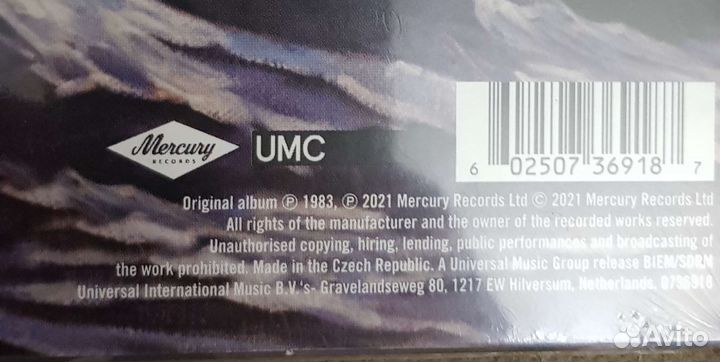 Mercury
RECORDS
UMC
6 02507 36918 7
Original album ℗ 1983, ℗ 2021 Mercury Records Ltd © 2021 Mercury Records Ltd
All rights of the manufacturer and the owner of the recorded works reserved.
Unauthorised copying, hiring, lending, public performances and broadcasting of
the work prohibited. Made in the Czech Republic. A Universal Music Group release BIEM/SDRM
Universal International Music B.V.'s- Gravelandseweg 80, 1217 EW Hilversum, Netherlands. 0736918
Avito